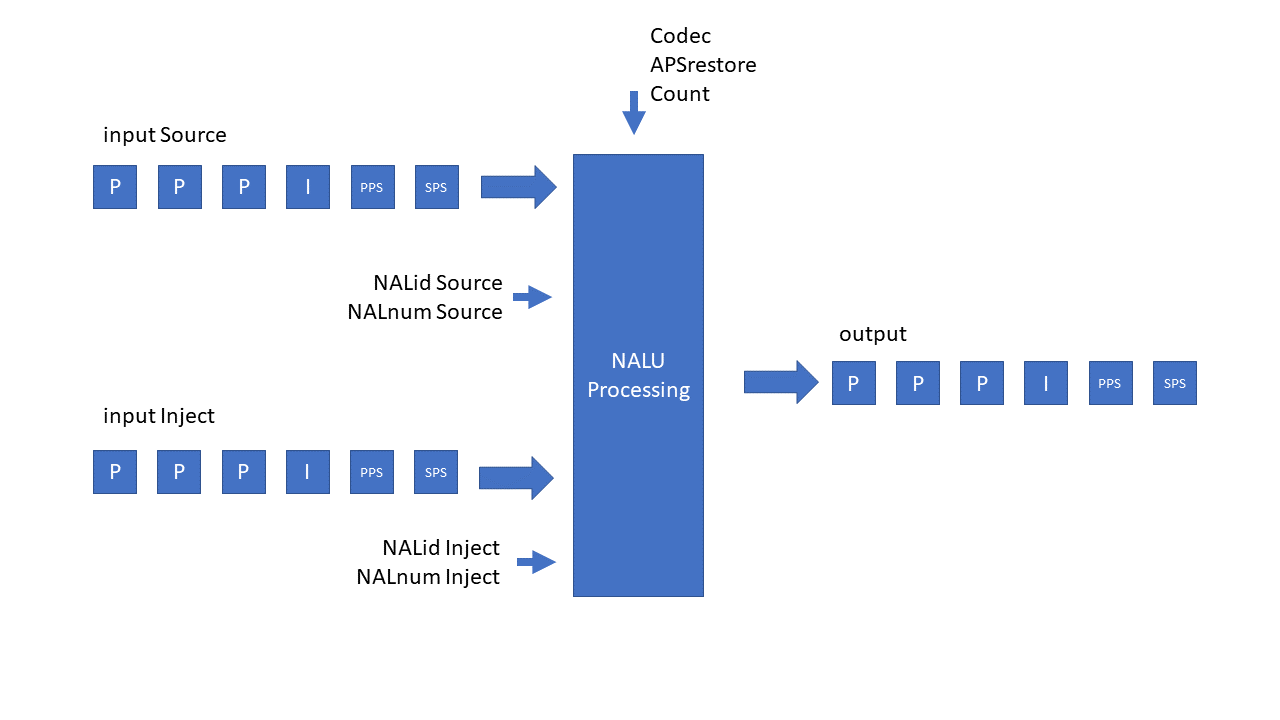 Codec
APSrestore
Count
input Source
P P P I PPS SPS
NALid Source
NALnum Source
NALU
Processing
output
P P P I PPS SPS
input Inject
P P P I PPS SPS
NALid Inject
NALnum Inject